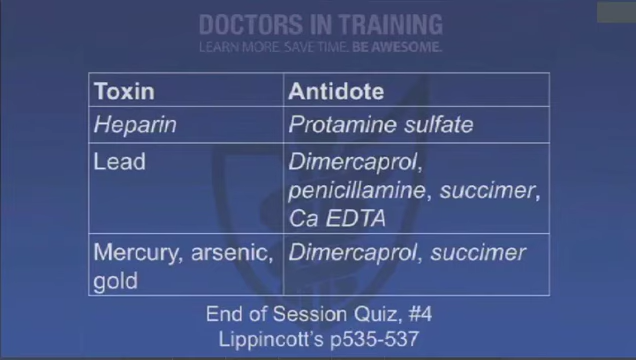 DOCTORS IN TRAINING
LEARN MORE. SAVE TIME. BE AWESOME.
Toxin Antidote
Heparin Protamine sulfate
Lead Dimercaprol,
penicillamine, succimer,
Ca EDTA
Mercury, arsenic, Dimercaprol, succimer
gold
End of Session Quiz, #4
Lippincott's p535-537